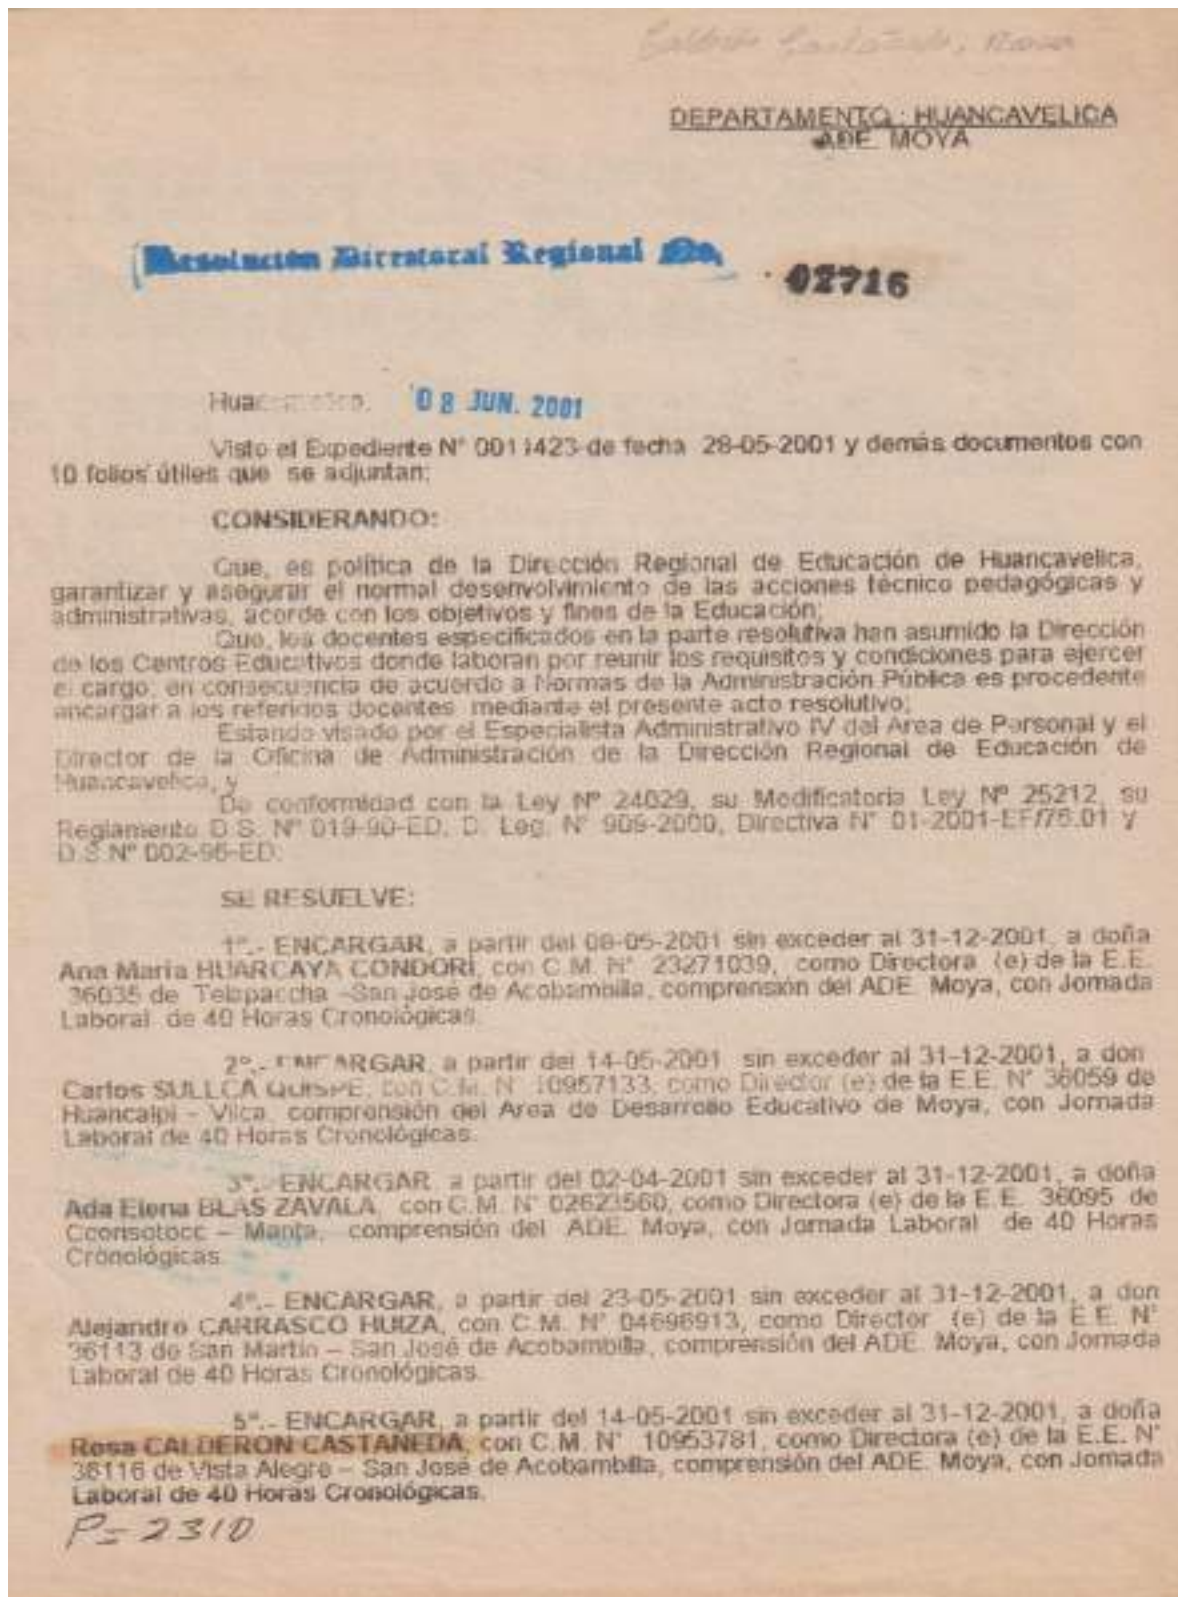 Calderón Castañeda, Rosa
DEPARTAMENTO : HUANCAVELICA
ADE. MOYA
Resolución Directoral Regional No. 02716
Huancavelica, 08 JUN. 2001
Visto el Expediente N° 0011423 de fecha 28-05-2001 y demás documentos con
10 folios útiles que se adjuntan;
CONSIDERANDO:
Que, es política de la Dirección Regional de Educación de Huancavelica,
garantizar y asegurar el normal desenvolvimiento de las acciones técnico pedagógicas y
administrativas, acorde con los objetivos y fines de la Educación;
Que, los docentes especificados en la parte resolutiva han asumido la Dirección
de los Centros Educativos donde laboran por reunir los requisitos y condiciones para ejercer
el cargo, en consecuencia de acuerdo a Normas de la Administración Pública es procedente
encargar a los referidos docentes mediante el presente acto resolutivo;
Estando visado por el Especialista Administrativo IV del Area de Personal y el
Director de la Oficina de Administración de la Dirección Regional de Educación de
Huancavelica, y
De conformidad con la Ley Nº 24029, su Modificatoria Ley Nº 25212, su
Reglamento D.S. N° 019-90-ED, D. Leg. N° 909-2000, Directiva N° 01-2001-EF/76.01 y
D.S.N° 002-96-ED;
SE RESUELVE:
1°.- ENCARGAR, a partir del 08-05-2001 sin exceder al 31-12-2001, a doña
Ana María HUARCAYA CONDORI, con C.M. N° 23271039, como Directora (e) de la E.E.
36035 de Telapaccha -San José de Acobambilla, comprensión del ADE. Moya, con Jornada
Laboral de 40 Horas Cronológicas.
2°.- ENCARGAR, a partir del 14-05-2001 sin exceder al 31-12-2001, a don
Carlos SULLCA QUISPE, con C.M. N° 10957133, como Director (e) de la E.E. N° 36059 de
Huancalpi - Vilca, comprensión del Area de Desarrollo Educativo de Moya, con Jornada
Laboral de 40 Horas Cronológicas.
3°.- ENCARGAR, a partir del 02-04-2001 sin exceder al 31-12-2001, a doña
Ada Elena BLAS ZAVALA, con C.M. N° 02623560, como Directora (e) de la E.E. 36095 de
Cconsotocc – Manta, comprensión del ADE. Moya, con Jornada Laboral de 40 Horas
Cronológicas.
4°.- ENCARGAR, a partir del 23-05-2001 sin exceder al 31-12-2001, a don
Alejandro CARRASCO HUIZA, con C.M. N° 04696913, como Director (e) de la E.E. N°
36113 de San Martín – San José de Acobambilla, comprensión del ADE. Moya, con Jornada
Laboral de 40 Horas Cronológicas.
5°.- ENCARGAR, a partir del 14-05-2001 sin exceder al 31-12-2001, a doña
Rosa CALDERON CASTAÑEDA, con C.M. N° 10953781, como Directora (e) de la E.E. N°
36116 de Vista Alegre – San José de Acobambilla, comprensión del ADE. Moya, con Jornada
Laboral de 40 Horas Cronológicas.
P= 2310